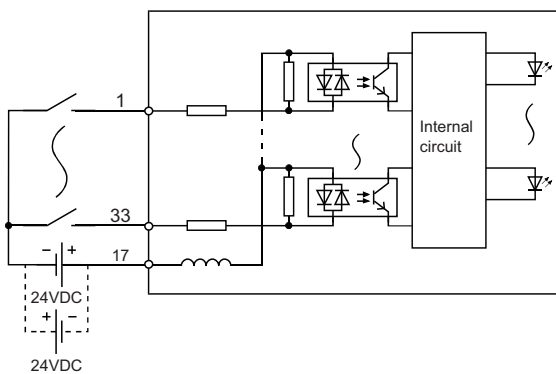 1
Internal
circuit
33
17
− +
24VDC
+ −
24VDC